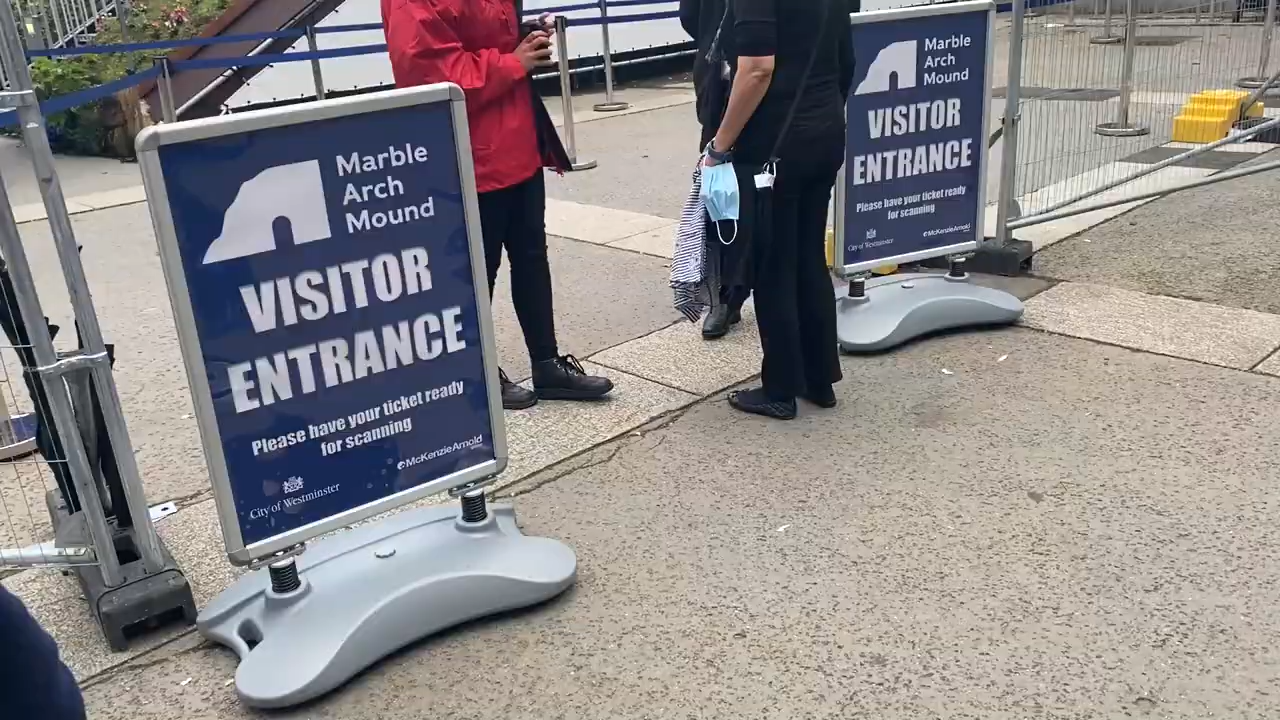 Marble
Arch
Mound
VISITOR
ENTRANCE
Please have your ticket ready
for scanning
City of Westminster
McKenzieArnold
Marble
Arch
Mound
VISITOR
ENTRANCE
Please have your ticket ready
for scanning
City of Westminster
McKenzieArnold